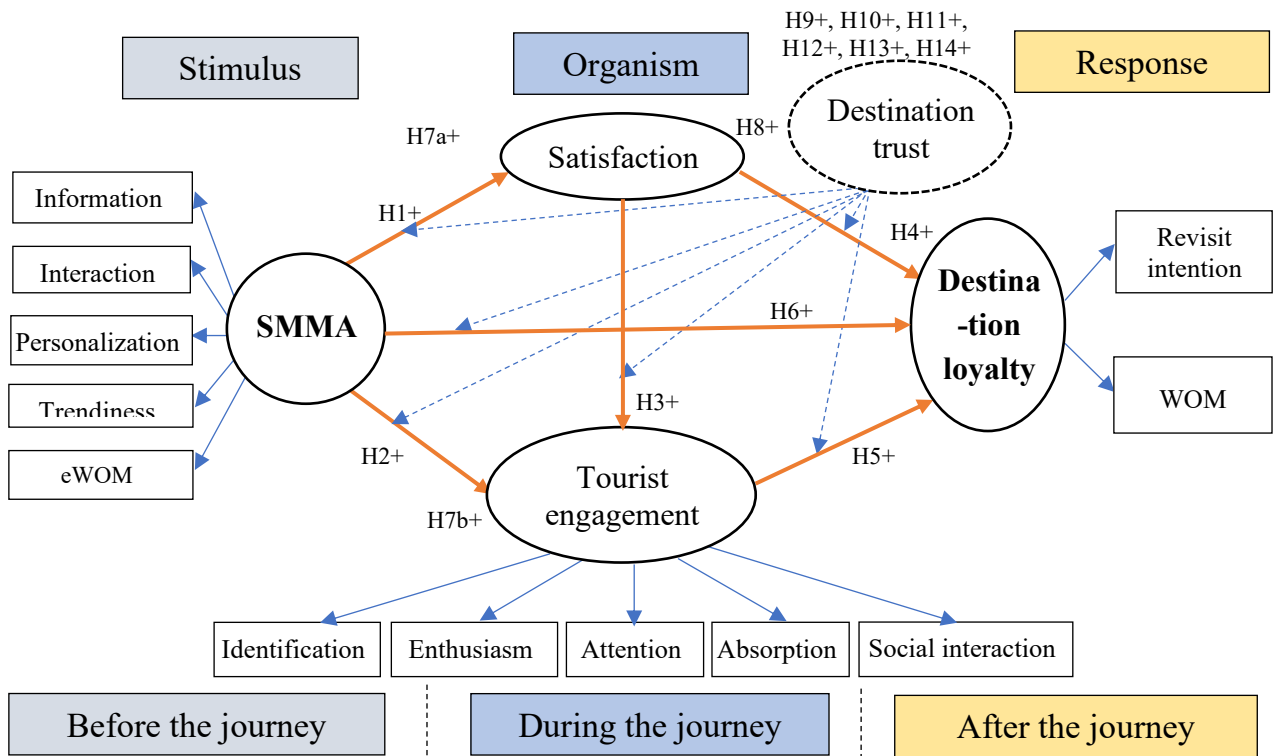 H9+, H10+, H11+,
H12+, H13+, H14+
Stimulus
Organism
Response
Destination
trust
H7a+
H8+
Satisfaction
Information
H1+
H4+
Revisit
intention
Interaction
SMMA
Destina
-tion
loyalty
H6+
Personalization
Trendiness
H3+
WOM
H2+
H5+
eWOM
Tourist
engagement
H7b+
Identification
Enthusiasm
Attention
Absorption
Social interaction
Before the journey
During the journey
After the journey